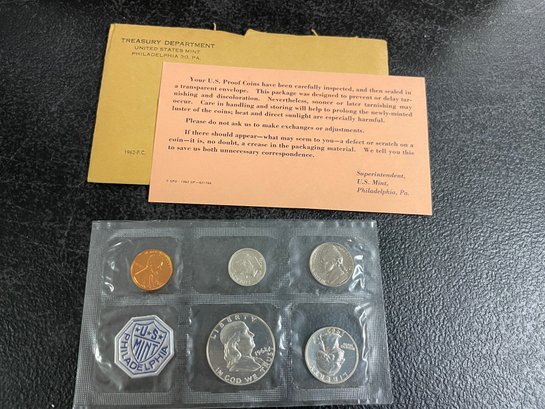 TREASURY DEPARTMENT
UNITED STATES MINT
PHILADELPHIA 30, PA.
1962-P.C.
Your U.S. Proof Coins have been carefully inspected, and then sealed in
a transparent envelope. This package was designed to prevent or delay tar-
nishing and discoloration. Nevertheless, sooner or later tarnishing may
occur. Care in handling and storing will help to prolong the newly-minted
luster of the coins; heat and direct sunlight are especially harmful.
Please do not ask us to make exchanges or adjustments.
If there should appear—what may seem to you—a defect or scratch on a
coin—it is, no doubt, a crease in the packaging material. We tell you this
to save us both unnecessary correspondence.
Superintendent,
U.S. Mint,
Philadelphia, Pa.
U·S
MINT
PHILADELPHIA
LIBERTY
1962
IN GOD WE TRUST
LIBERTY